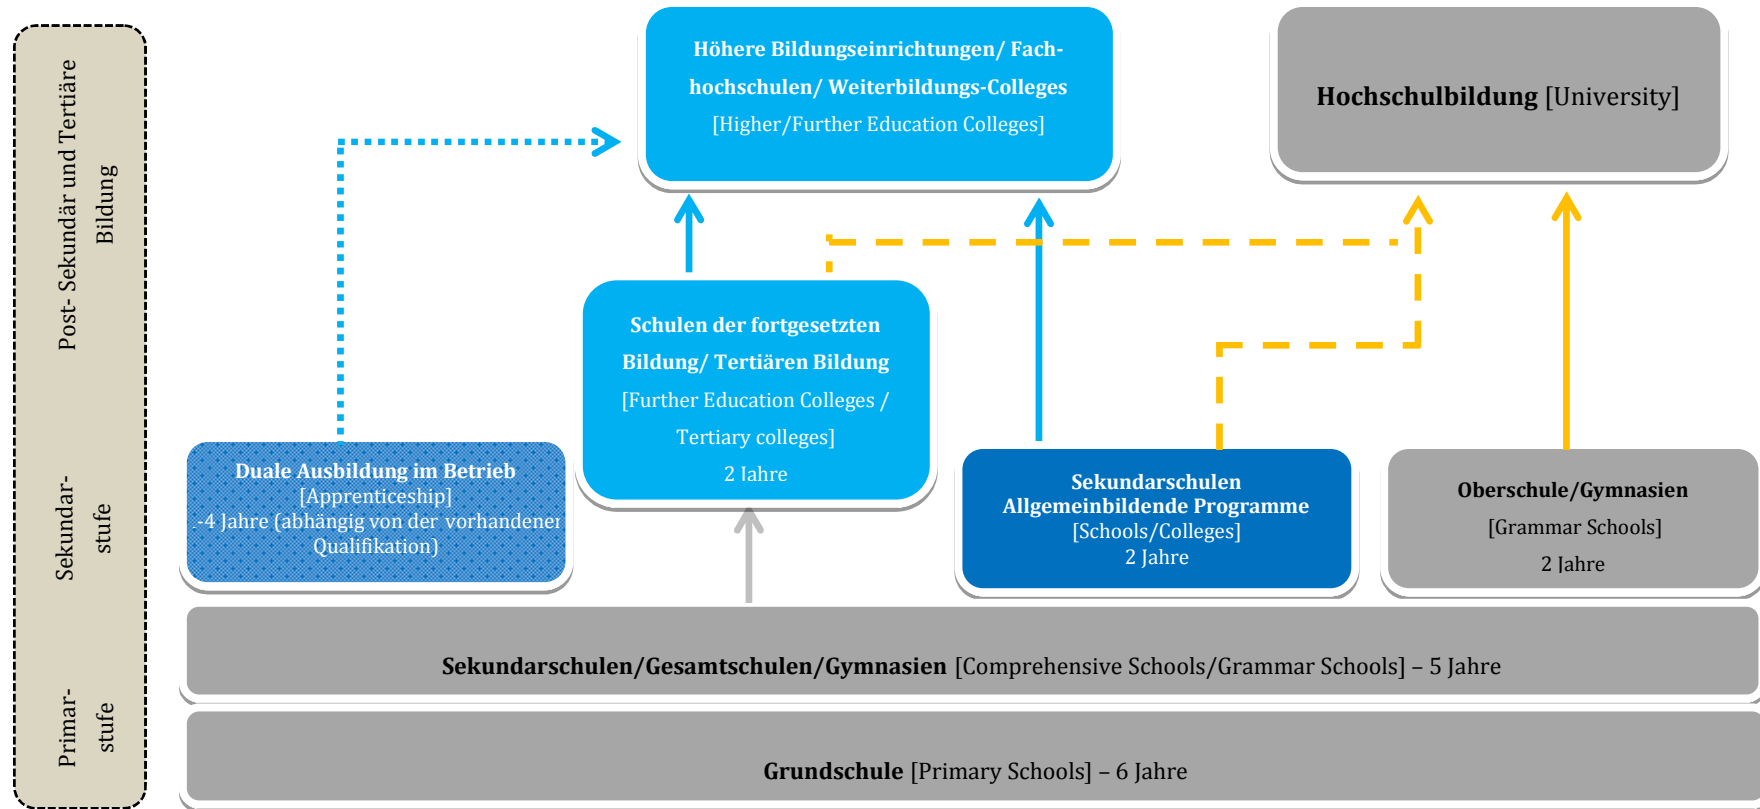 Post- Sekundär und Tertiäre
Bildung
Sekundar-
stufe
Primar-
stufe
Höhere Bildungseinrichtungen/ Fach-
hochschulen/ Weiterbildungs-Colleges
[Higher/Further Education Colleges]
Hochschulbildung [University]
Schulen der fortgesetzten
Bildung/ Tertiären Bildung
[Further Education Colleges /
Tertiary colleges]
2 Jahre
Duale Ausbildung im Betrieb
[Apprenticeship]
-4 Jahre (abhängig von der vorhandener
Qualifikation)
Sekundarschulen
Allgemeinbildende Programme
[Schools/Colleges]
2 Jahre
Oberschule/Gymnasien
[Grammar Schools]
2 Jahre
Sekundarschulen/Gesamtschulen/Gymnasien [Comprehensive Schools/Grammar Schools] – 5 Jahre
Grundschule [Primary Schools] – 6 Jahre